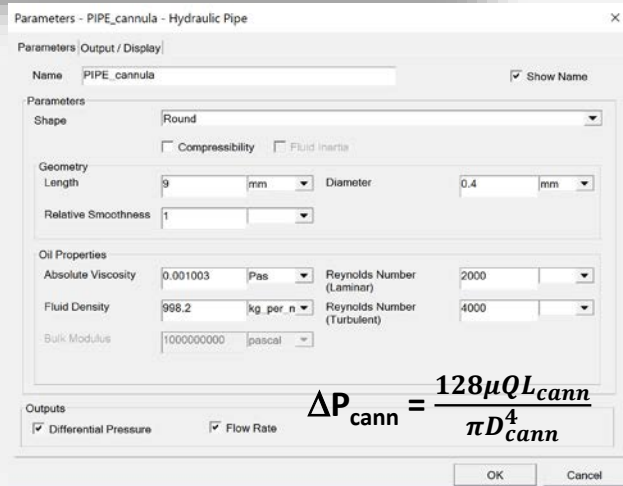 Parameters - PIPE_cannula - Hydraulic Pipe ×
Parameters Output / Display
Name PIPE_cannula Show Name
Parameters
Shape Round
Compressibility Fluid Inertia
Geometry
Length 9 mm Diameter 0.4 mm
Relative Smoothness 1
Oil Properties
Absolute Viscosity 0.001003 Pas Reynolds Number (Laminar) 2000
Fluid Density 998.2 kg_per_n Reynolds Number (Turbulent) 4000
Bulk Modulus 1000000000 pascal
ΔP_cann = 128μQL_cann / πD_cann^4
Outputs
Differential Pressure Flow Rate
OK Cancel